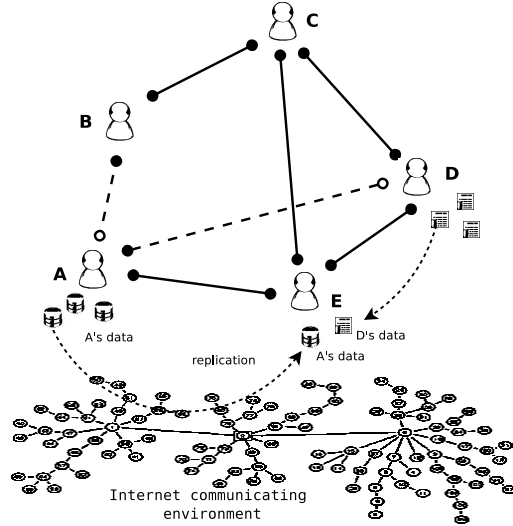 C
B
D
A
E
A's data
D's data
A's data
replication
Internet communicating
environment